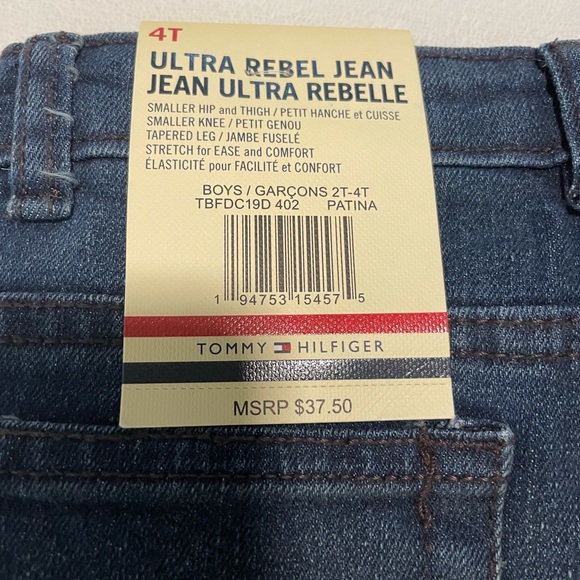 4T
ULTRA REBEL JEAN
JEAN ULTRA REBELLE
SMALLER HIP and THIGH / PETIT HANCHE et CUISSE
SMALLER KNEE / PETIT GENOU
TAPERED LEG / JAMBE FUSELÉ
STRETCH for EASE and COMFORT
ÉLASTICITÉ pour FACILITÉ et CONFORT
BOYS / GARÇONS 2T-4T
TBFDC19D 402 PATINA
1 94753 15457 5
TOMMY HILFIGER
MSRP $37.50